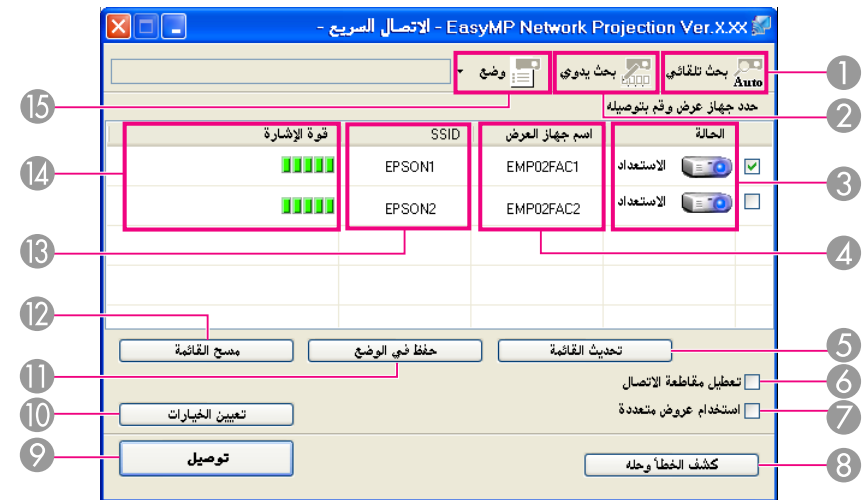 EasyMP Network Projection Ver.X.XX - الاتصال السريع -
بحث تلقائي Auto بحث يدوي وضع
1
2
15
حدد جهاز عرض وقم بتوصيله
الحالة اسم جهاز العرض SSID قوة الإشارة
الاستعداد EMP02FAC1 EPSON1
14
3
الاستعداد EMP02FAC2 EPSON2
13
4
12
تحديث القائمة حفظ في الوضع مسح القائمة
5
11
تعطيل مقاطعة الاتصال
6
استخدام عروض متعددة
7
تعيين الخيارات
10
توصيل
9
كشف الخطأ وحله
8